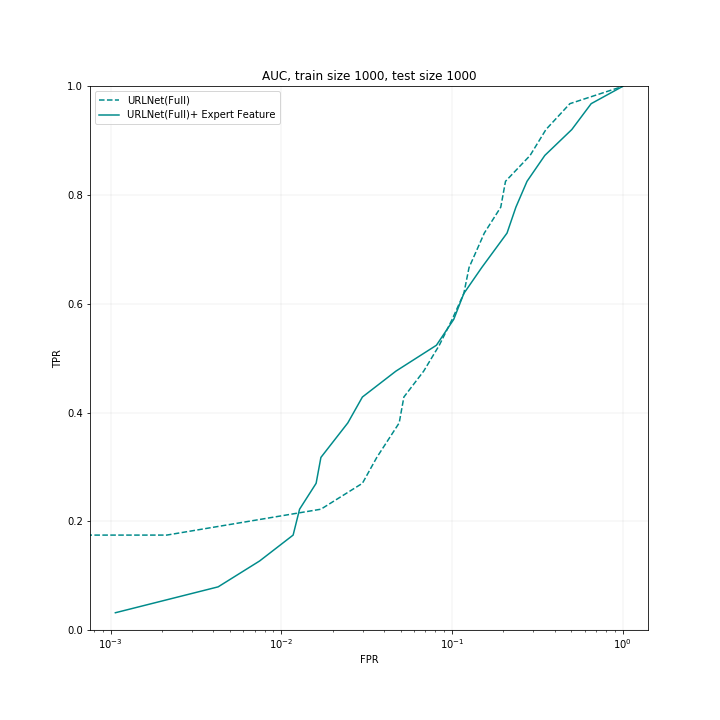 AUC, train size 1000, test size 1000
URLNet(Full)
URLNet(Full)+ Expert Feature
TPR
1.0
0.8
0.6
0.4
0.2
0.0
10⁻³ 10⁻² 10⁻¹ 10⁰
FPR